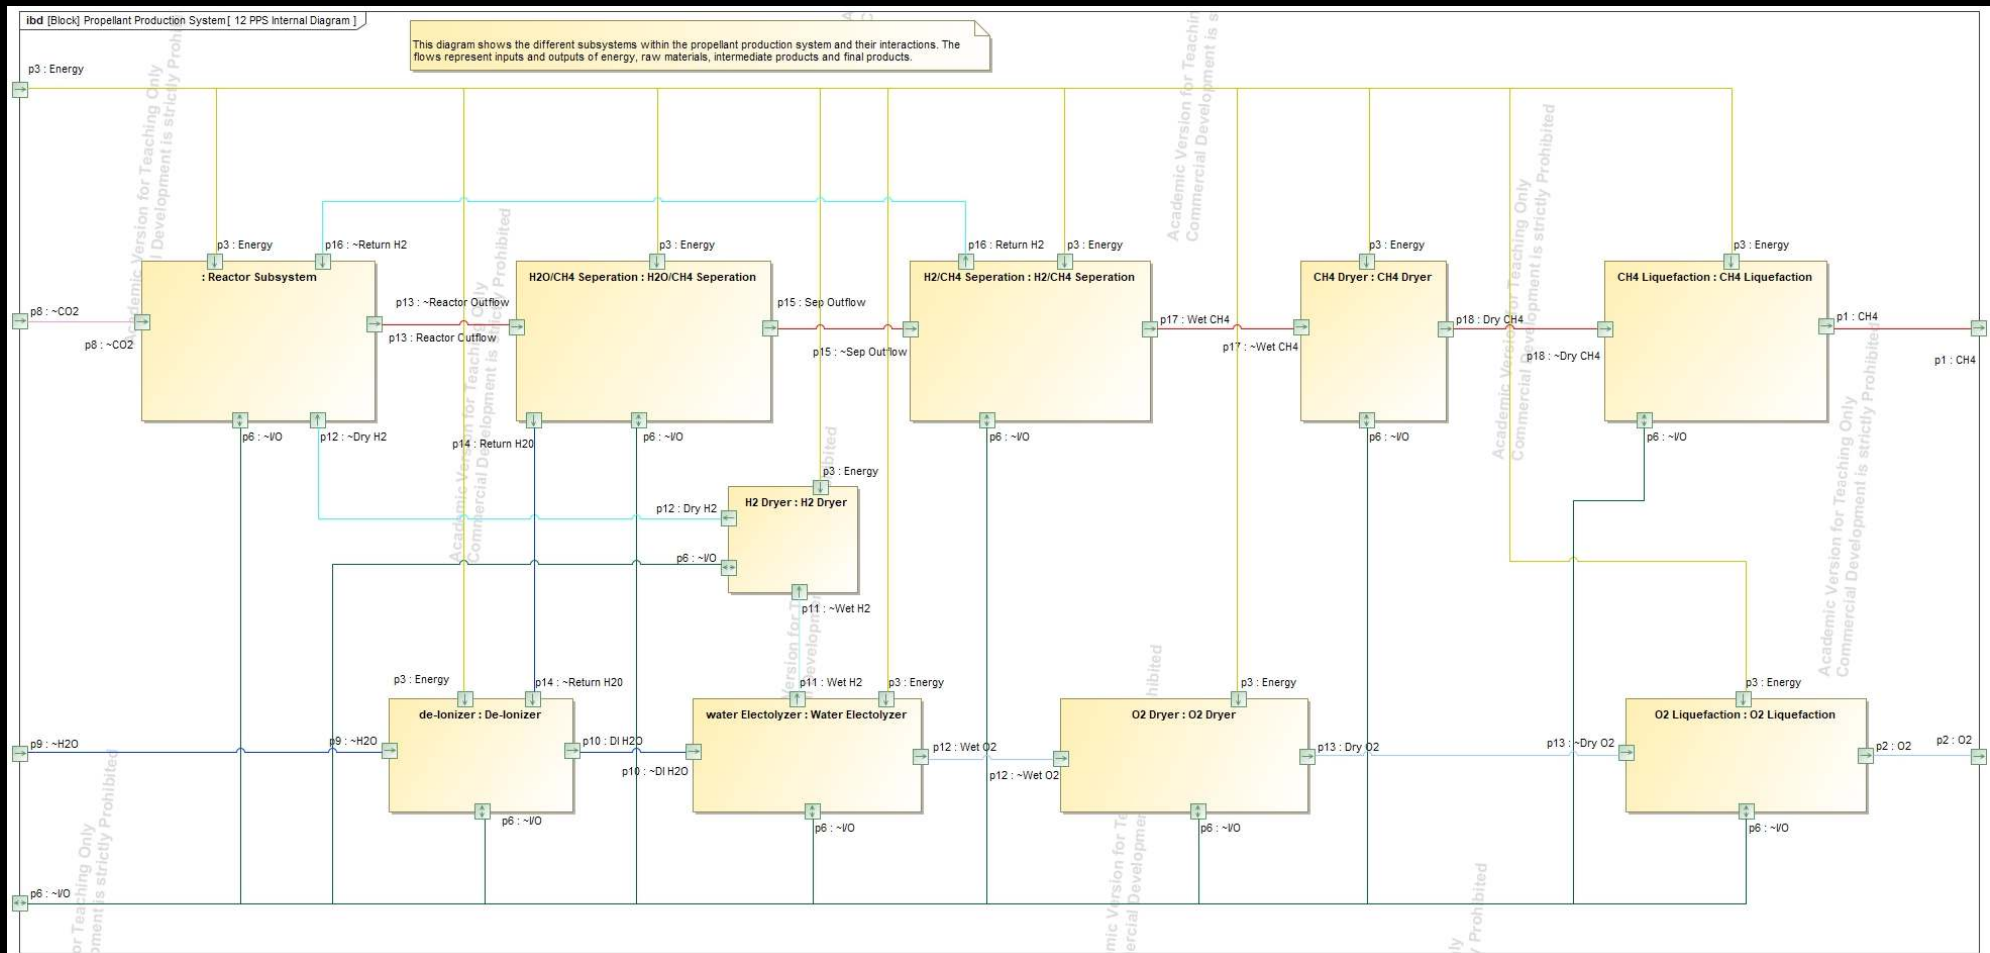 ibd [Block] Propellant Production System[ 12 PPS Internal Diagram ]
This diagram shows the different subsystems within the propellant production system and their interactions. The
flows represent inputs and outputs of energy, raw materials, intermediate products and final products.
p3 : Energy
p3 : Energy
p16 : ~Return H2
p3 : Energy
p16 : Return H2
p3 : Energy
p3 : Energy
p3 : Energy
: Reactor Subsystem
H2O/CH4 Seperation : H2O/CH4 Seperation
H2/CH4 Seperation : H2/CH4 Seperation
CH4 Dryer : CH4 Dryer
CH4 Liquefaction : CH4 Liquefaction
p8 : ~CO2
p8 : ~CO2
p13 : ~Reactor Outflow
p13 : Reactor Outflow
p15 : Sep Outflow
p15 : ~Sep Outflow
p17 : Wet CH4
p17 : ~Wet CH4
p18 : Dry CH4
p18 : ~Dry CH4
p1 : CH4
p1 : CH4
p6 : ~I/O
p12 : ~Dry H2
p14 : Return H20
p6 : ~I/O
p6 : ~I/O
p6 : ~I/O
p6 : ~I/O
p3 : Energy
H2 Dryer : H2 Dryer
p12 : Dry H2
p6 : ~I/O
p11 : ~Wet H2
p3 : Energy
p14 : ~Return H20
p11 : Wet H2
p3 : Energy
p3 : Energy
p3 : Energy
de-Ionizer : De-Ionizer
water Electolyzer : Water Electolyzer
O2 Dryer : O2 Dryer
O2 Liquefaction : O2 Liquefaction
p9 : ~H2O
p9 : ~H2O
p10 : DI H2O
p10 : ~DI H2O
p12 : Wet O2
p12 : ~Wet O2
p13 : Dry O2
p13 : ~Dry O2
p2 : O2
p2 : O2
p6 : ~I/O
p6 : ~I/O
p6 : ~I/O
p6 : ~I/O
p6 : ~I/O
Academic Version for Teaching Only
Commercial Development is strictly Prohibited